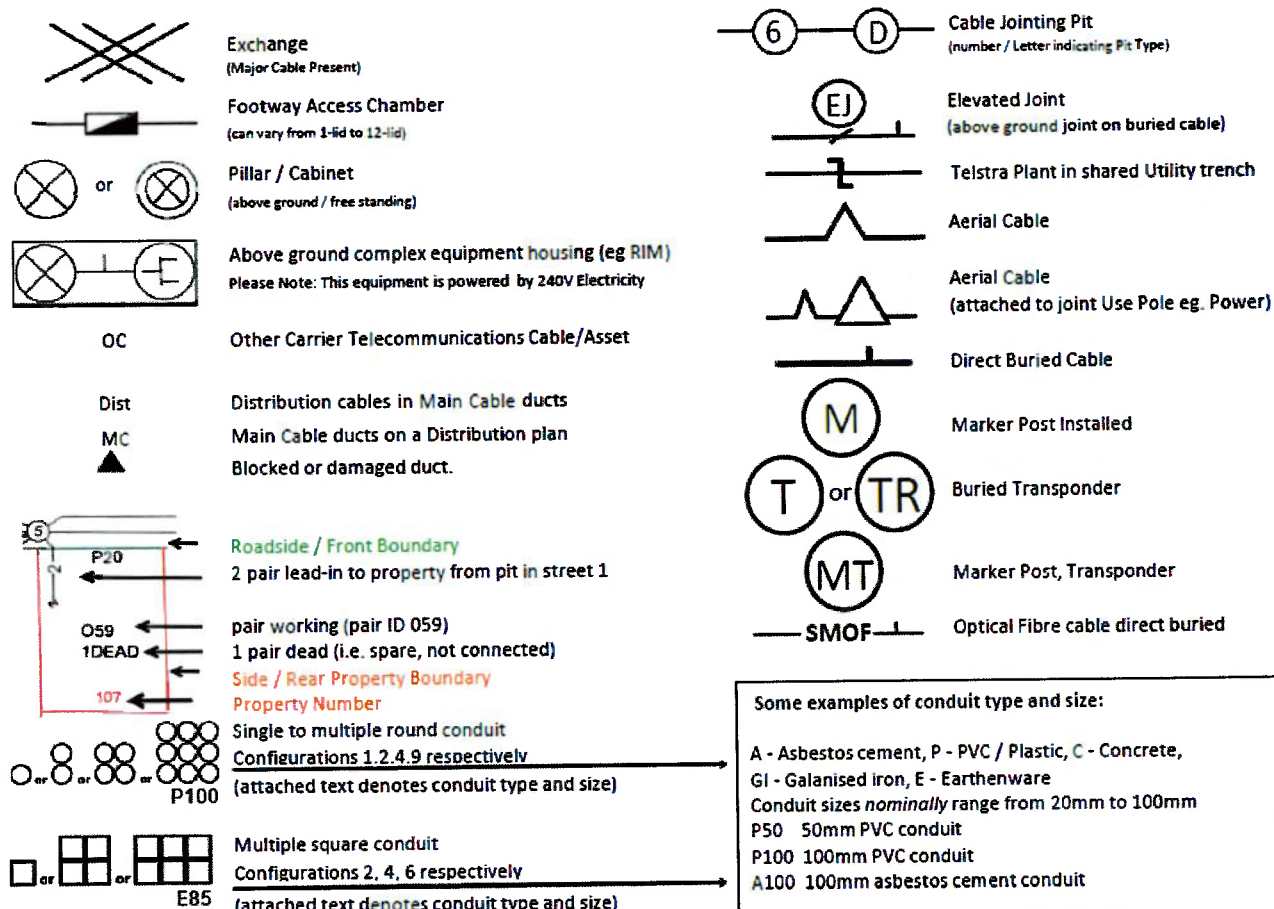 Exchange
(Major Cable Present)
Footway Access Chamber
(can vary from 1-lid to 12-lid)
or
Pillar / Cabinet
(above ground / free standing)
Above ground complex equipment housing (eg RIM)
Please Note: This equipment is powered by 240V Electricity
OC
Other Carrier Telecommunications Cable/Asset
Dist
Distribution cables in Main Cable ducts
MC
Main Cable ducts on a Distribution plan
Blocked or damaged duct.
5
Roadside / Front Boundary
P20
2
2 pair lead-in to property from pit in street 1
O59
pair working (pair ID 059)
1DEAD
1 pair dead (i.e. spare, not connected)
Side / Rear Property Boundary
107
Property Number
Single to multiple round conduit
Configurations 1.2.4.9 respectively
or or or
P100
(attached text denotes conduit type and size)
Multiple square conduit
Configurations 2, 4, 6 respectively
or or
E85
(attached text denotes conduit type and size)
6 D
Cable Jointing Pit
(number / Letter indicating Pit Type)
EJ
Elevated Joint
(above ground joint on buried cable)
Telstra Plant in shared Utility trench
Aerial Cable
Aerial Cable
(attached to joint Use Pole eg. Power)
Direct Buried Cable
M
Marker Post Installed
T or TR
Buried Transponder
MT
Marker Post, Transponder
SMOF
Optical Fibre cable direct buried
Some examples of conduit type and size:
A - Asbestos cement, P - PVC / Plastic, C - Concrete,
GI - Galanised iron, E - Earthenware
Conduit sizes nominally range from 20mm to 100mm
P50 50mm PVC conduit
P100 100mm PVC conduit
A100 100mm asbestos cement conduit